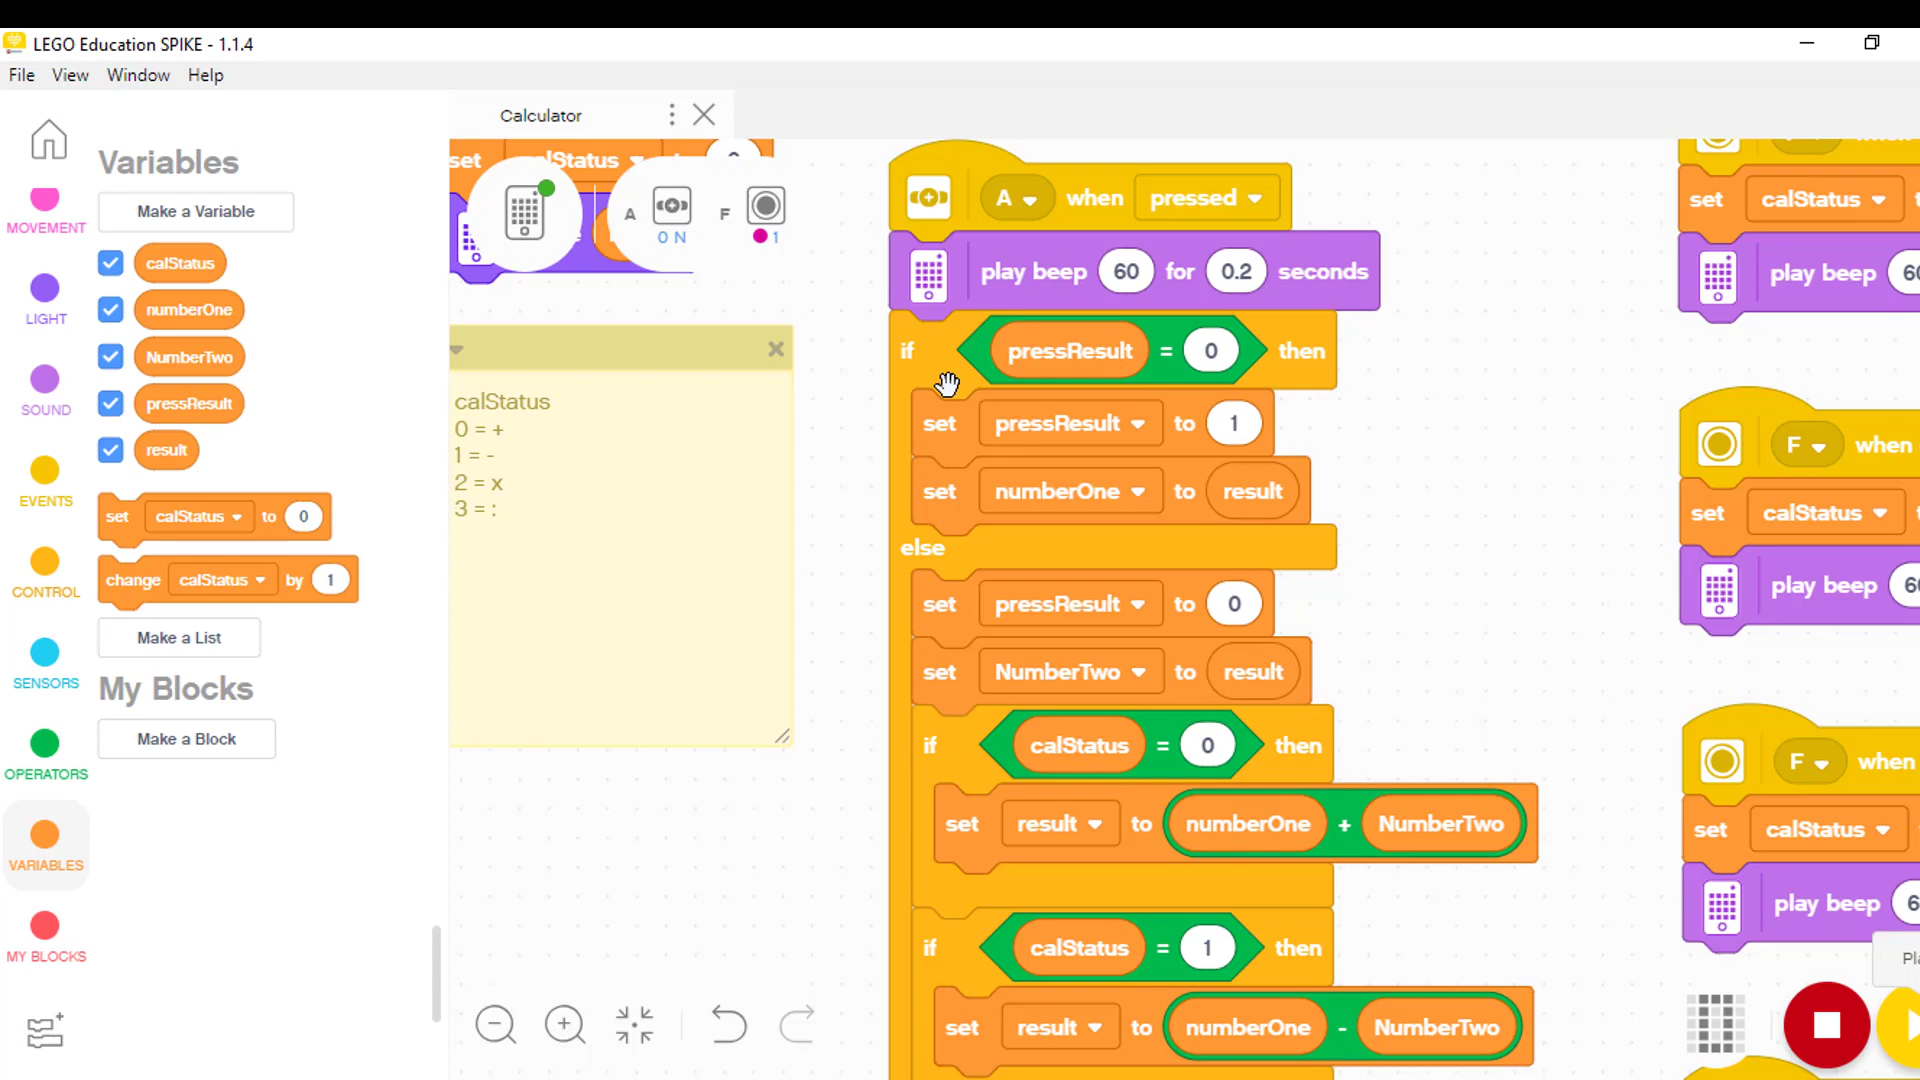 LEGO Education SPIKE - 1.1.4
File View Window Help
Calculator
Variables
Make a Variable
calStatus
numberOne
NumberTwo
pressResult
result
set calStatus to 0
change calStatus by 1
Make a List
My Blocks
Make a Block
MOVEMENT
LIGHT
SOUND
EVENTS
CONTROL
SENSORS
OPERATORS
VARIABLES
MY BLOCKS
set calStatus
A 0 N F 1
calStatus
0 = +
1 = -
2 = x
3 = :
A when pressed
play beep 60 for 0.2 seconds
if pressResult = 0 then
set pressResult to 1
set numberOne to result
else
set pressResult to 0
set NumberTwo to result
if calStatus = 0 then
set result to numberOne + NumberTwo
if calStatus = 1 then
set result to numberOne - NumberTwo
set calStatus
play beep
F when
set calStatus
play beep
F when
set calStatus
play beep